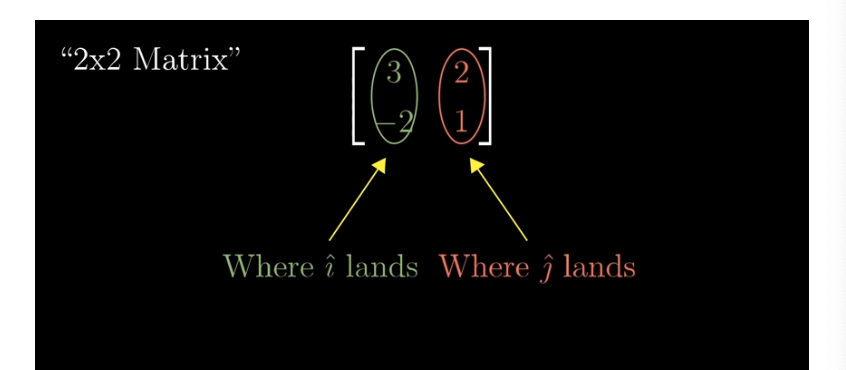 “2x2 Matrix”
3 2
−2 1
Where î lands Where ĵ lands